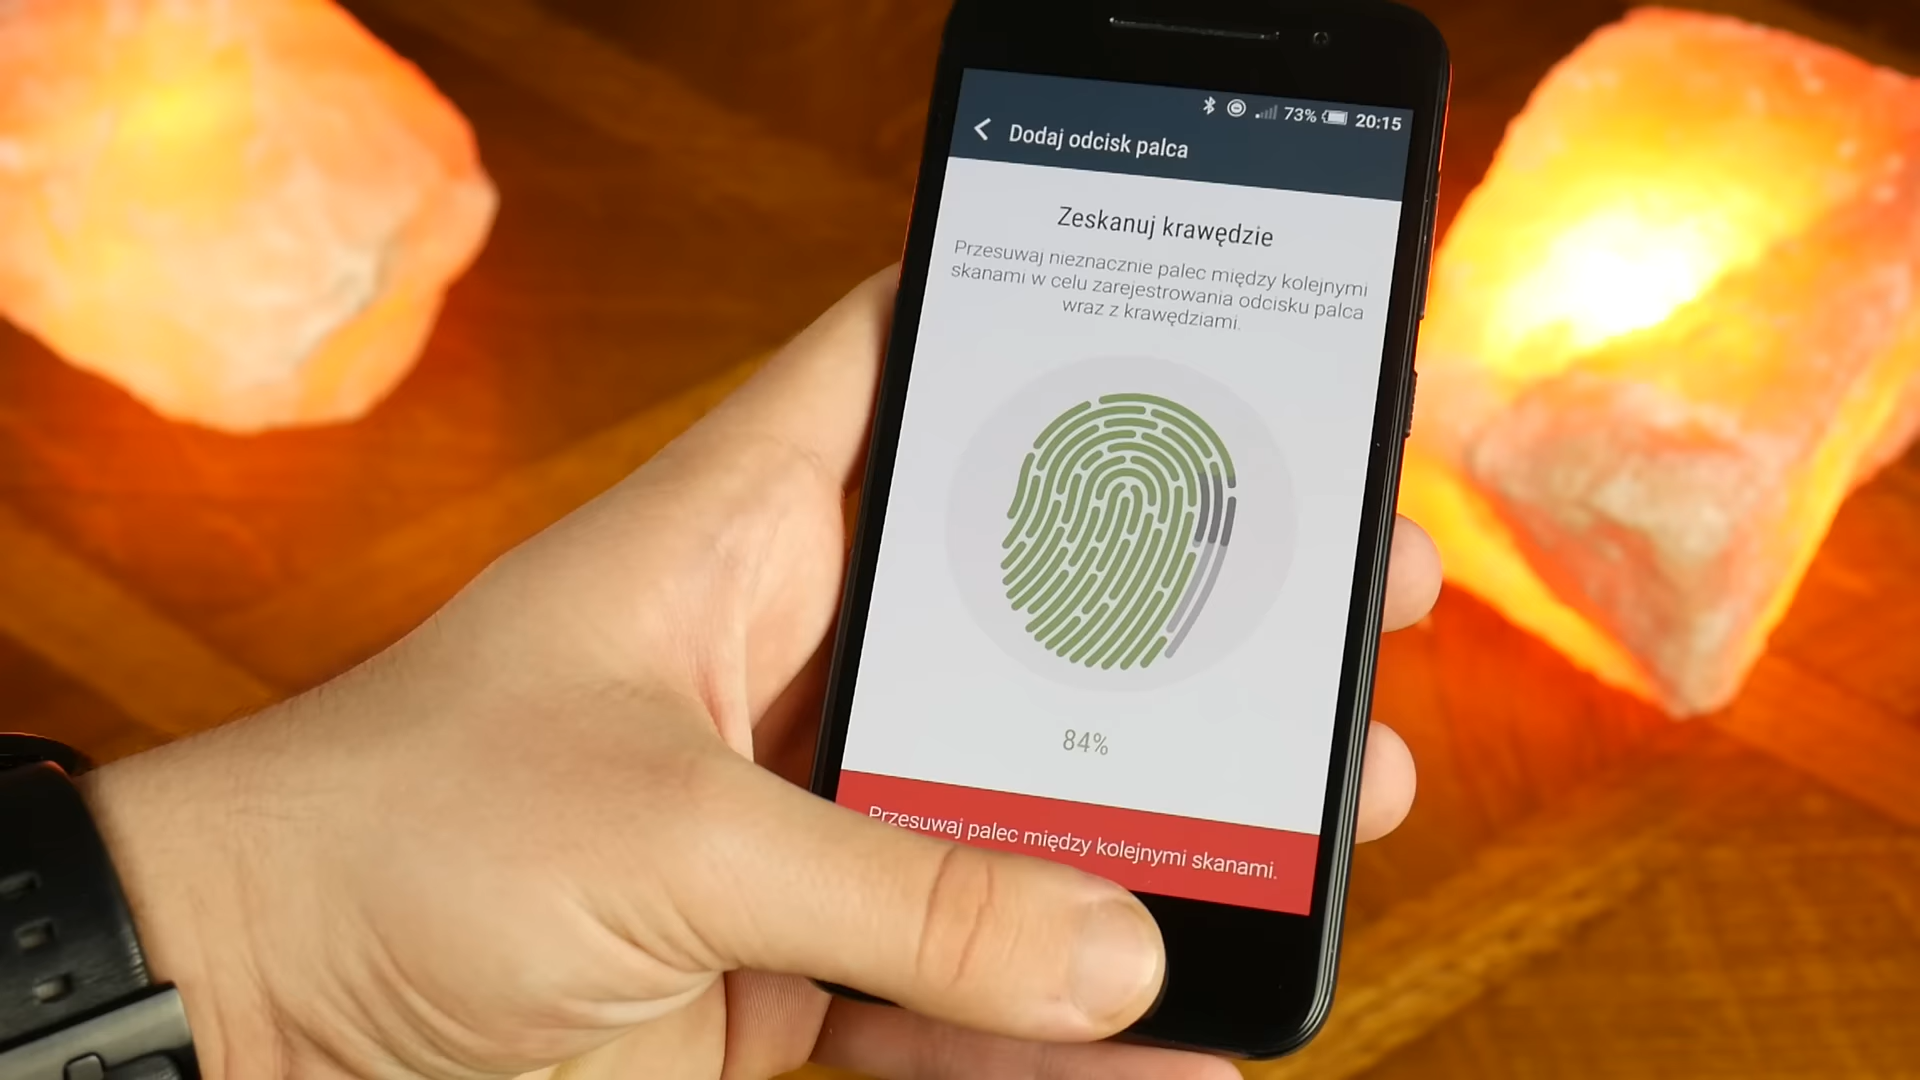 73% 20:15
Dodaj odcisk palca
Zeskanuj krawędzie
Przesuwaj nieznacznie palec między kolejnymi
skanami w celu zarejestrowania odcisku palca
wraz z krawędziami.
84%
Przesuwaj palec między kolejnymi skanami.